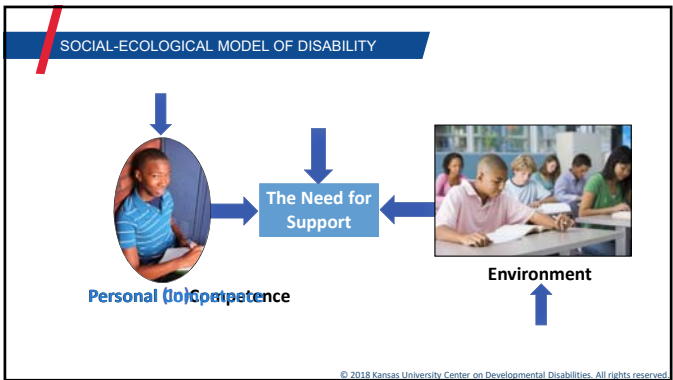 SOCIAL-ECOLOGICAL MODEL OF DISABILITY
The Need for
Support
Environment
Personal (In)Competence
© 2018 Kansas University Center on Developmental Disabilities. All rights reserved.